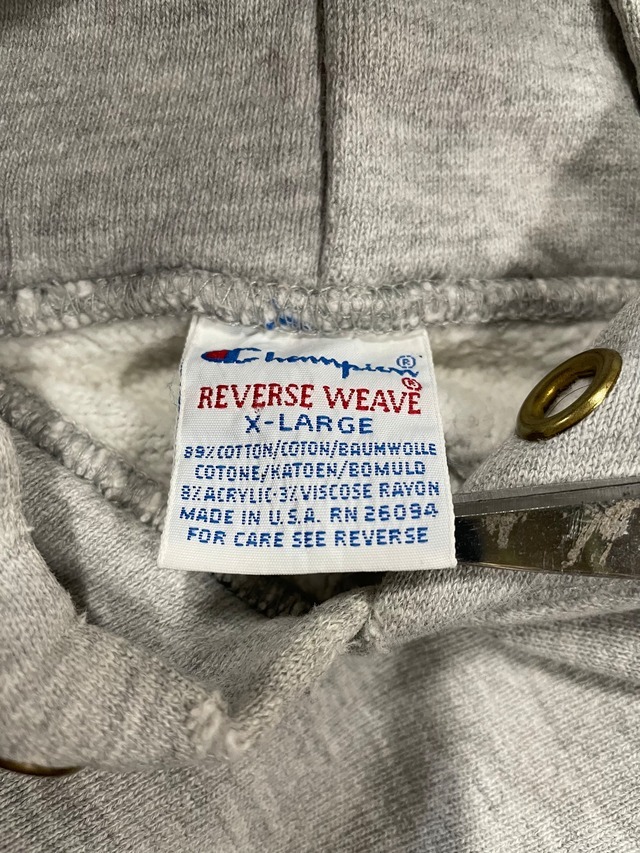 Champion®
REVERSE WEAVE®
X-LARGE
89% COTTON/COTON/BAUMWOLLE
COTONE/KATOEN/BOMULD
8% ACRYLIC-3% VISCOSE RAYON
MADE IN U.S.A. RN 26094
FOR CARE SEE REVERSE